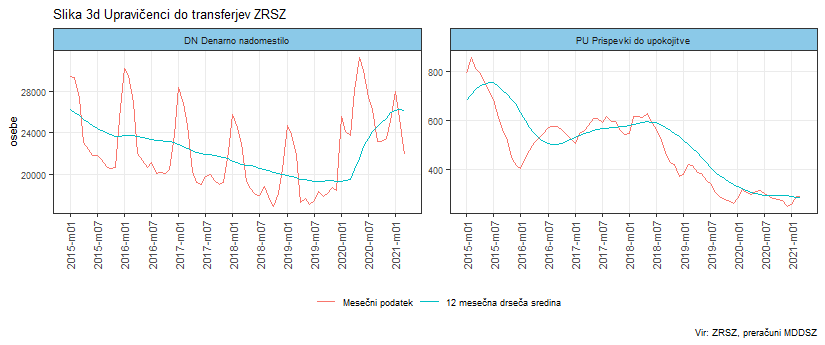 Slika 3d Upravičenci do transferjev ZRSZ
DN Denarno nadomestilo
PU Prispevki do upokojitve
osebe
28000
24000
20000
800
600
400
2015-m01
2015-m07
2016-m01
2016-m07
2017-m01
2017-m07
2018-m01
2018-m07
2019-m01
2019-m07
2020-m01
2020-m07
2021-m01
2015-m01
2015-m07
2016-m01
2016-m07
2017-m01
2017-m07
2018-m01
2018-m07
2019-m01
2019-m07
2020-m01
2020-m07
2021-m01
Mesečni podatek
12 mesečna drseča sredina
Vir: ZRSZ, preračuni MDDSZ